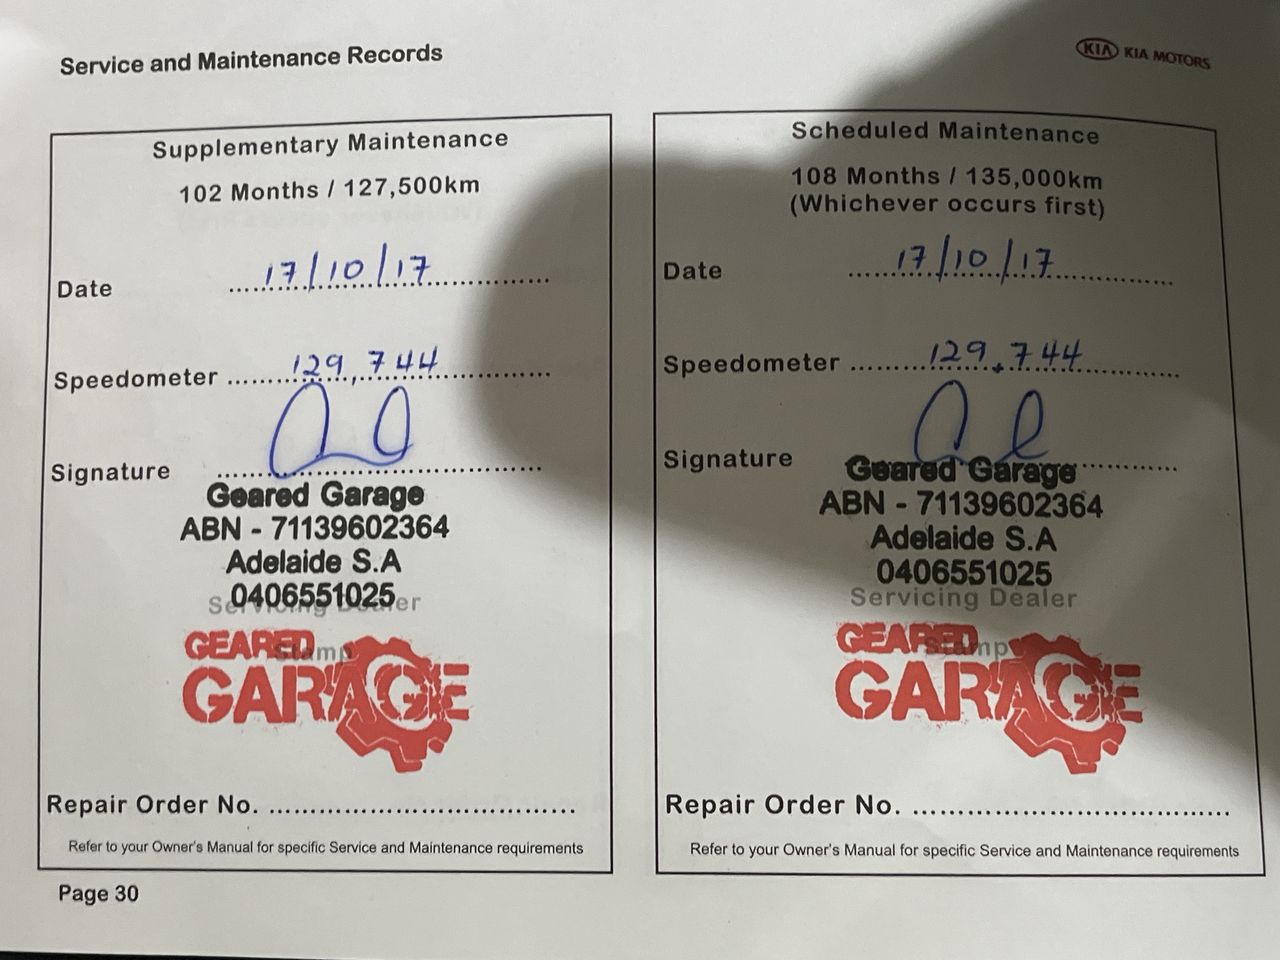 Service and Maintenance Records
KIA KIA MOTORS
Supplementary Maintenance
102 Months / 127,500km
Date 17/10/17
Speedometer 129,744
Signature
Geared Garage
ABN - 71139602364
Adelaide S.A
0406551025
Servicing Dealer
Stamp
GEARED
GARAGE
Repair Order No.
Refer to your Owner's Manual for specific Service and Maintenance requirements
Scheduled Maintenance
108 Months / 135,000km
(Whichever occurs first)
Date 17/10/17
Speedometer 129,744
Signature
Geared Garage
ABN - 71139602364
Adelaide S.A
0406551025
Servicing Dealer
Stamp
GEARED
GARAGE
Repair Order No.
Refer to your Owner's Manual for specific Service and Maintenance requirements
Page 30